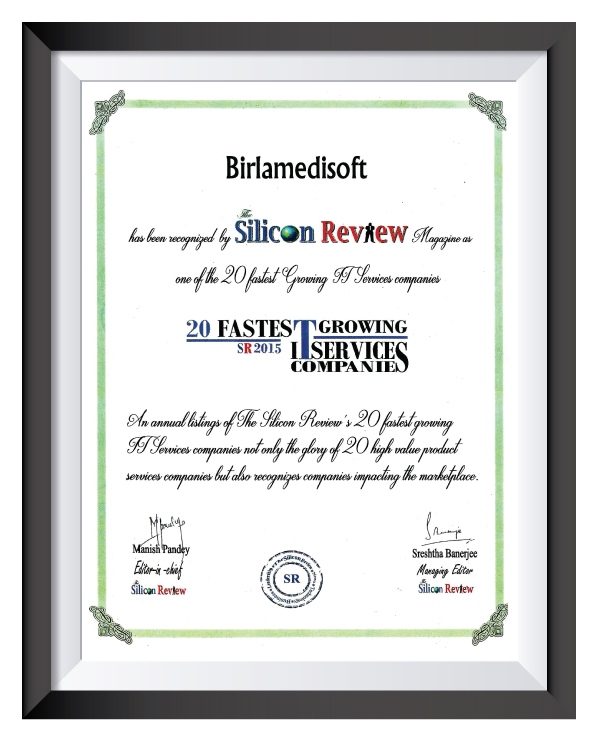 Birlamedisoft
has been recognized by The Silicon Review Magazine as
one of the 20 fastest Growing IT Services companies
20 FASTEST GROWING
SR 2015 IT SERVICES
COMPANIES
An annual listings of The Silicon Review's 20 fastest growing
IT Services companies not only the glory of 20 high value product
services companies but also recognizes companies impacting the marketplace.
Manish Pandey
Editor-in-chief
The Silicon Review
SR
Sreshtha Banerjee
Managing Editor
The Silicon Review